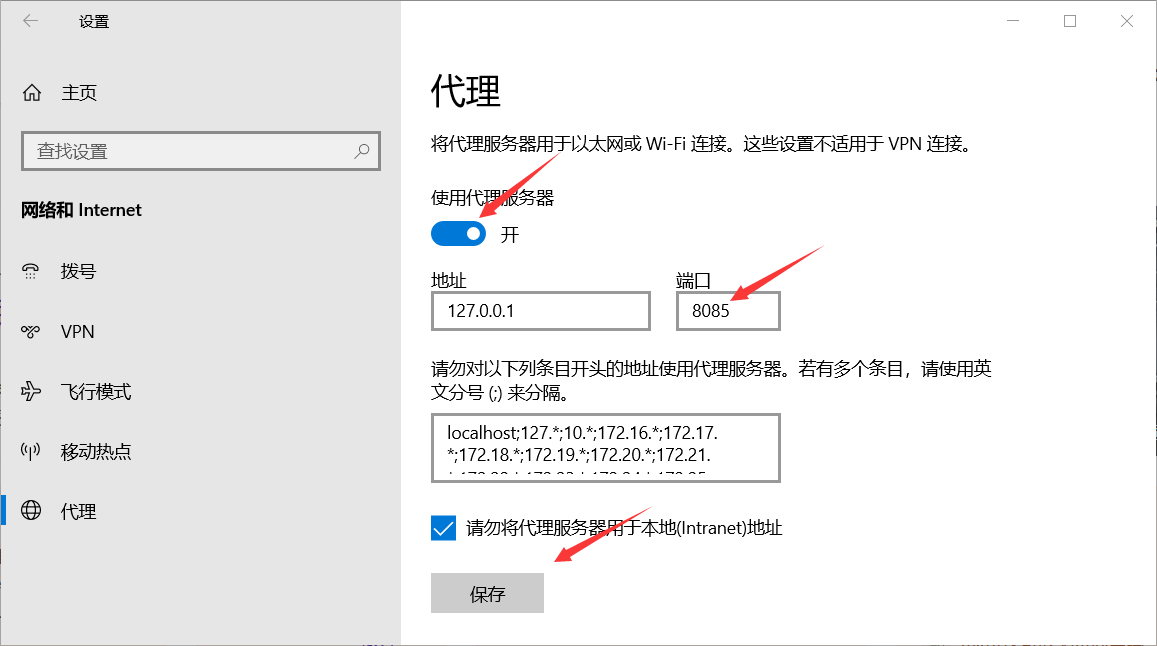 设置
主页
查找设置
网络和 Internet
拨号
VPN
飞行模式
移动热点
代理
代理
将代理服务器用于以太网或 Wi-Fi 连接。这些设置不适用于 VPN 连接。
使用代理服务器
开
地址 端口
127.0.0.1 8085
请勿对以下列条目开头的地址使用代理服务器。若有多个条目，请使用英
文分号 (;) 来分隔。
localhost;127.*;10.*;172.16.*;172.17.
*;172.18.*;172.19.*;172.20.*;172.21.
请勿将代理服务器用于本地(Intranet)地址
保存